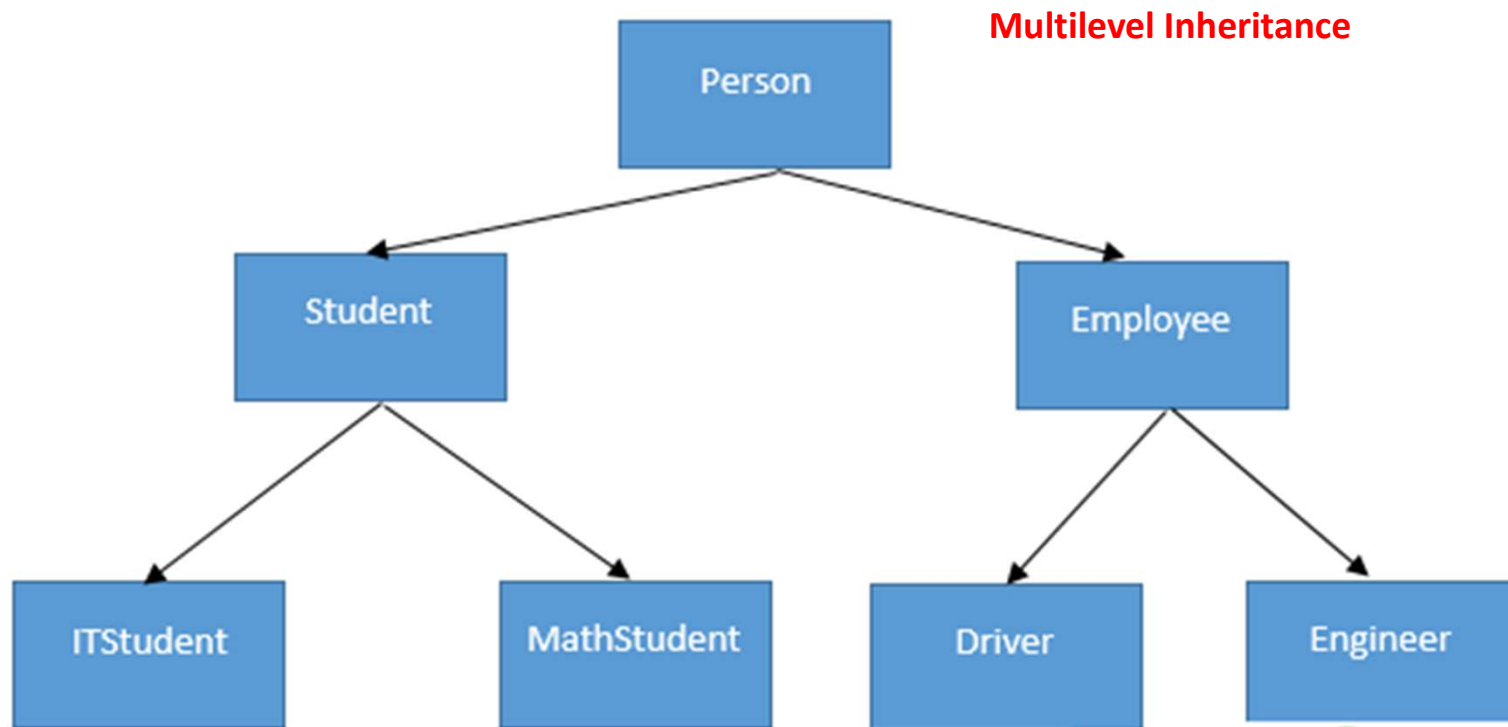 Multilevel Inheritance
Person
Student
Employee
ITStudent
MathStudent
Driver
Engineer